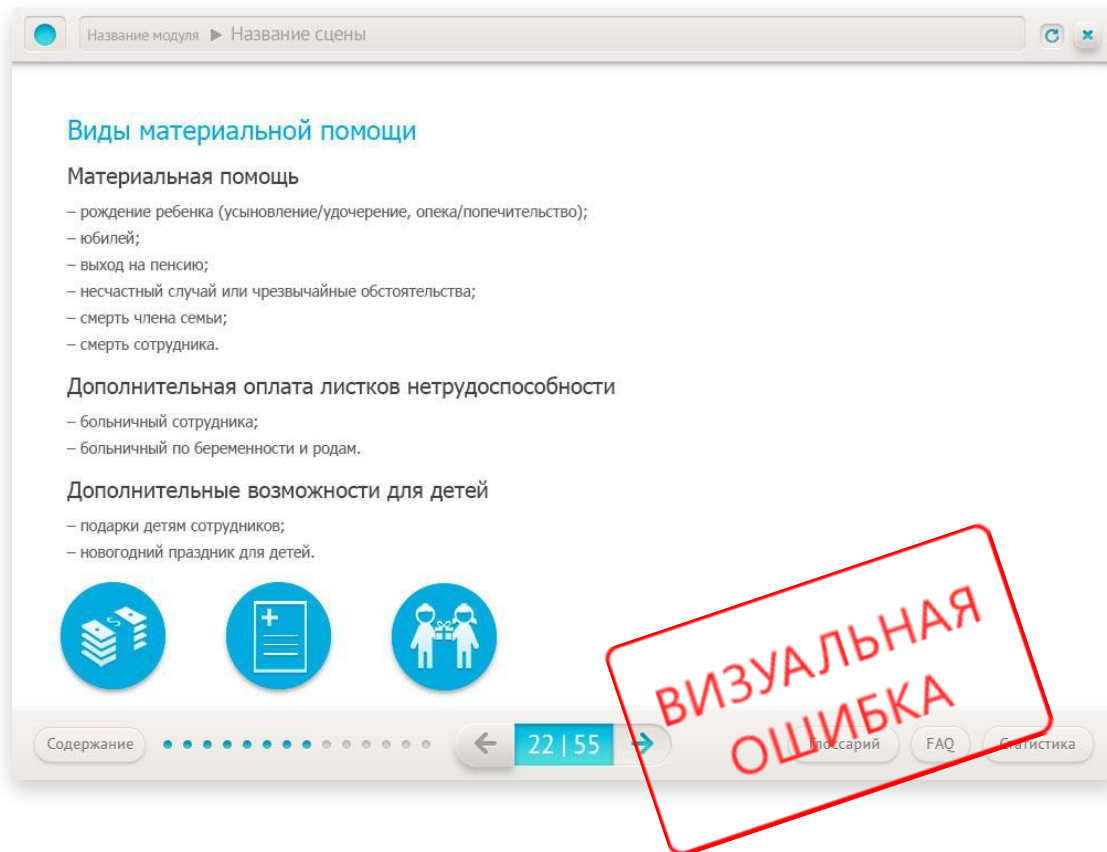 Название модуля ▶ Название сцены
Виды материальной помощи
Материальная помощь
– рождение ребенка (усыновление/удочерение, опека/попечительство);
– юбилей;
– выход на пенсию;
– несчастный случай или чрезвычайные обстоятельства;
– смерть члена семьи;
– смерть сотрудника.
Дополнительная оплата листков нетрудоспособности
– больничный сотрудника;
– больничный по беременности и родам.
Дополнительные возможности для детей
– подарки детям сотрудников;
– новогодний праздник для детей.
ВИЗУАЛЬНАЯ
ОШИБКА
Содержание 22 | 55 Глоссарий FAQ Статистика